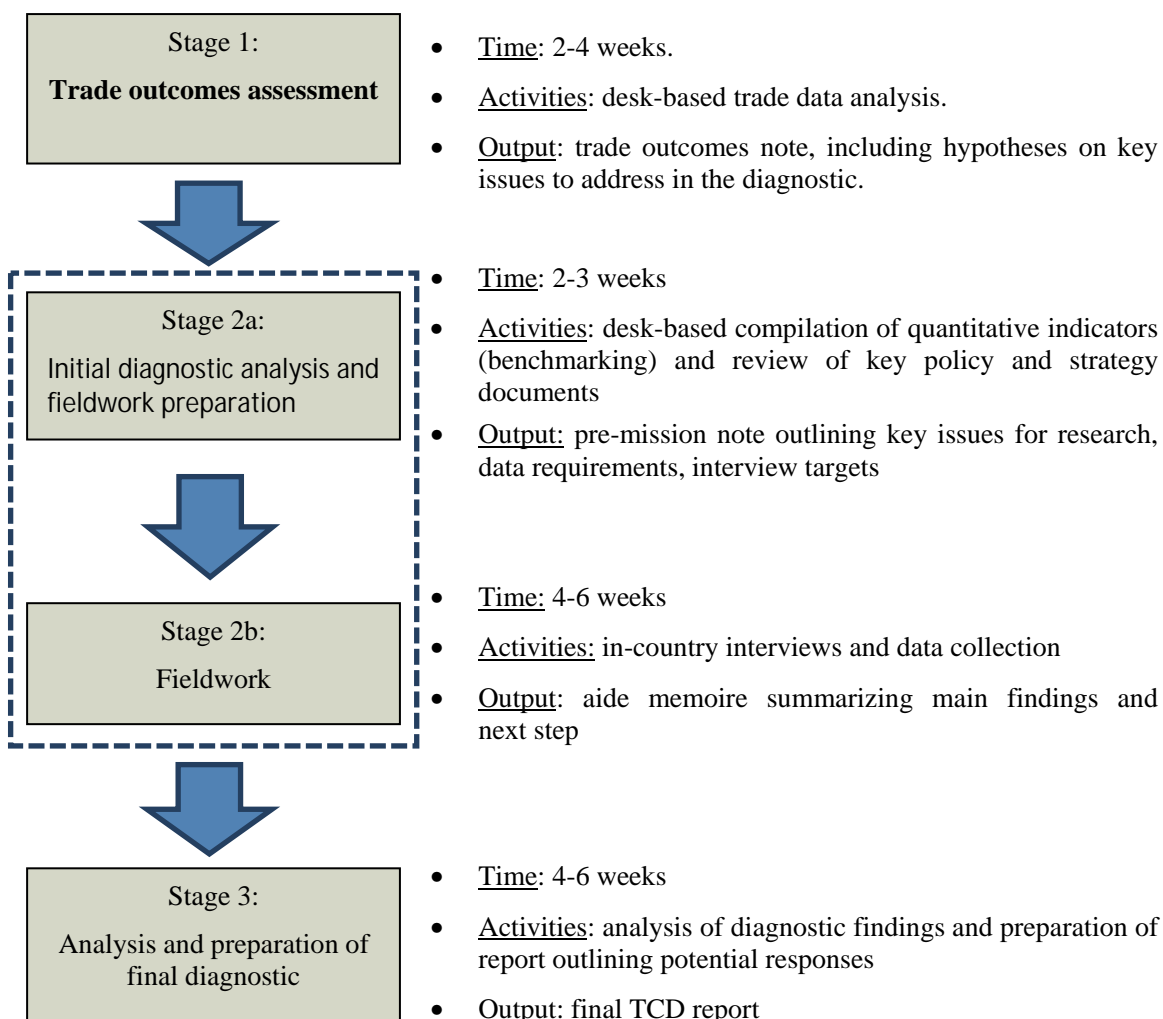 Stage 1:
Trade outcomes assessment
• Time: 2-4 weeks.
• Activities: desk-based trade data analysis.
• Output: trade outcomes note, including hypotheses on key
issues to address in the diagnostic.
Stage 2a:
Initial diagnostic analysis and
fieldwork preparation
• Time: 2-3 weeks
• Activities: desk-based compilation of quantitative indicators
(benchmarking) and review of key policy and strategy
documents
• Output: pre-mission note outlining key issues for research,
data requirements, interview targets
Stage 2b:
Fieldwork
• Time: 4-6 weeks
• Activities: in-country interviews and data collection
• Output: aide memoire summarizing main findings and
next step
Stage 3:
Analysis and preparation of
final diagnostic
• Time: 4-6 weeks
• Activities: analysis of diagnostic findings and preparation of
report outlining potential responses
• Output: final TCD report